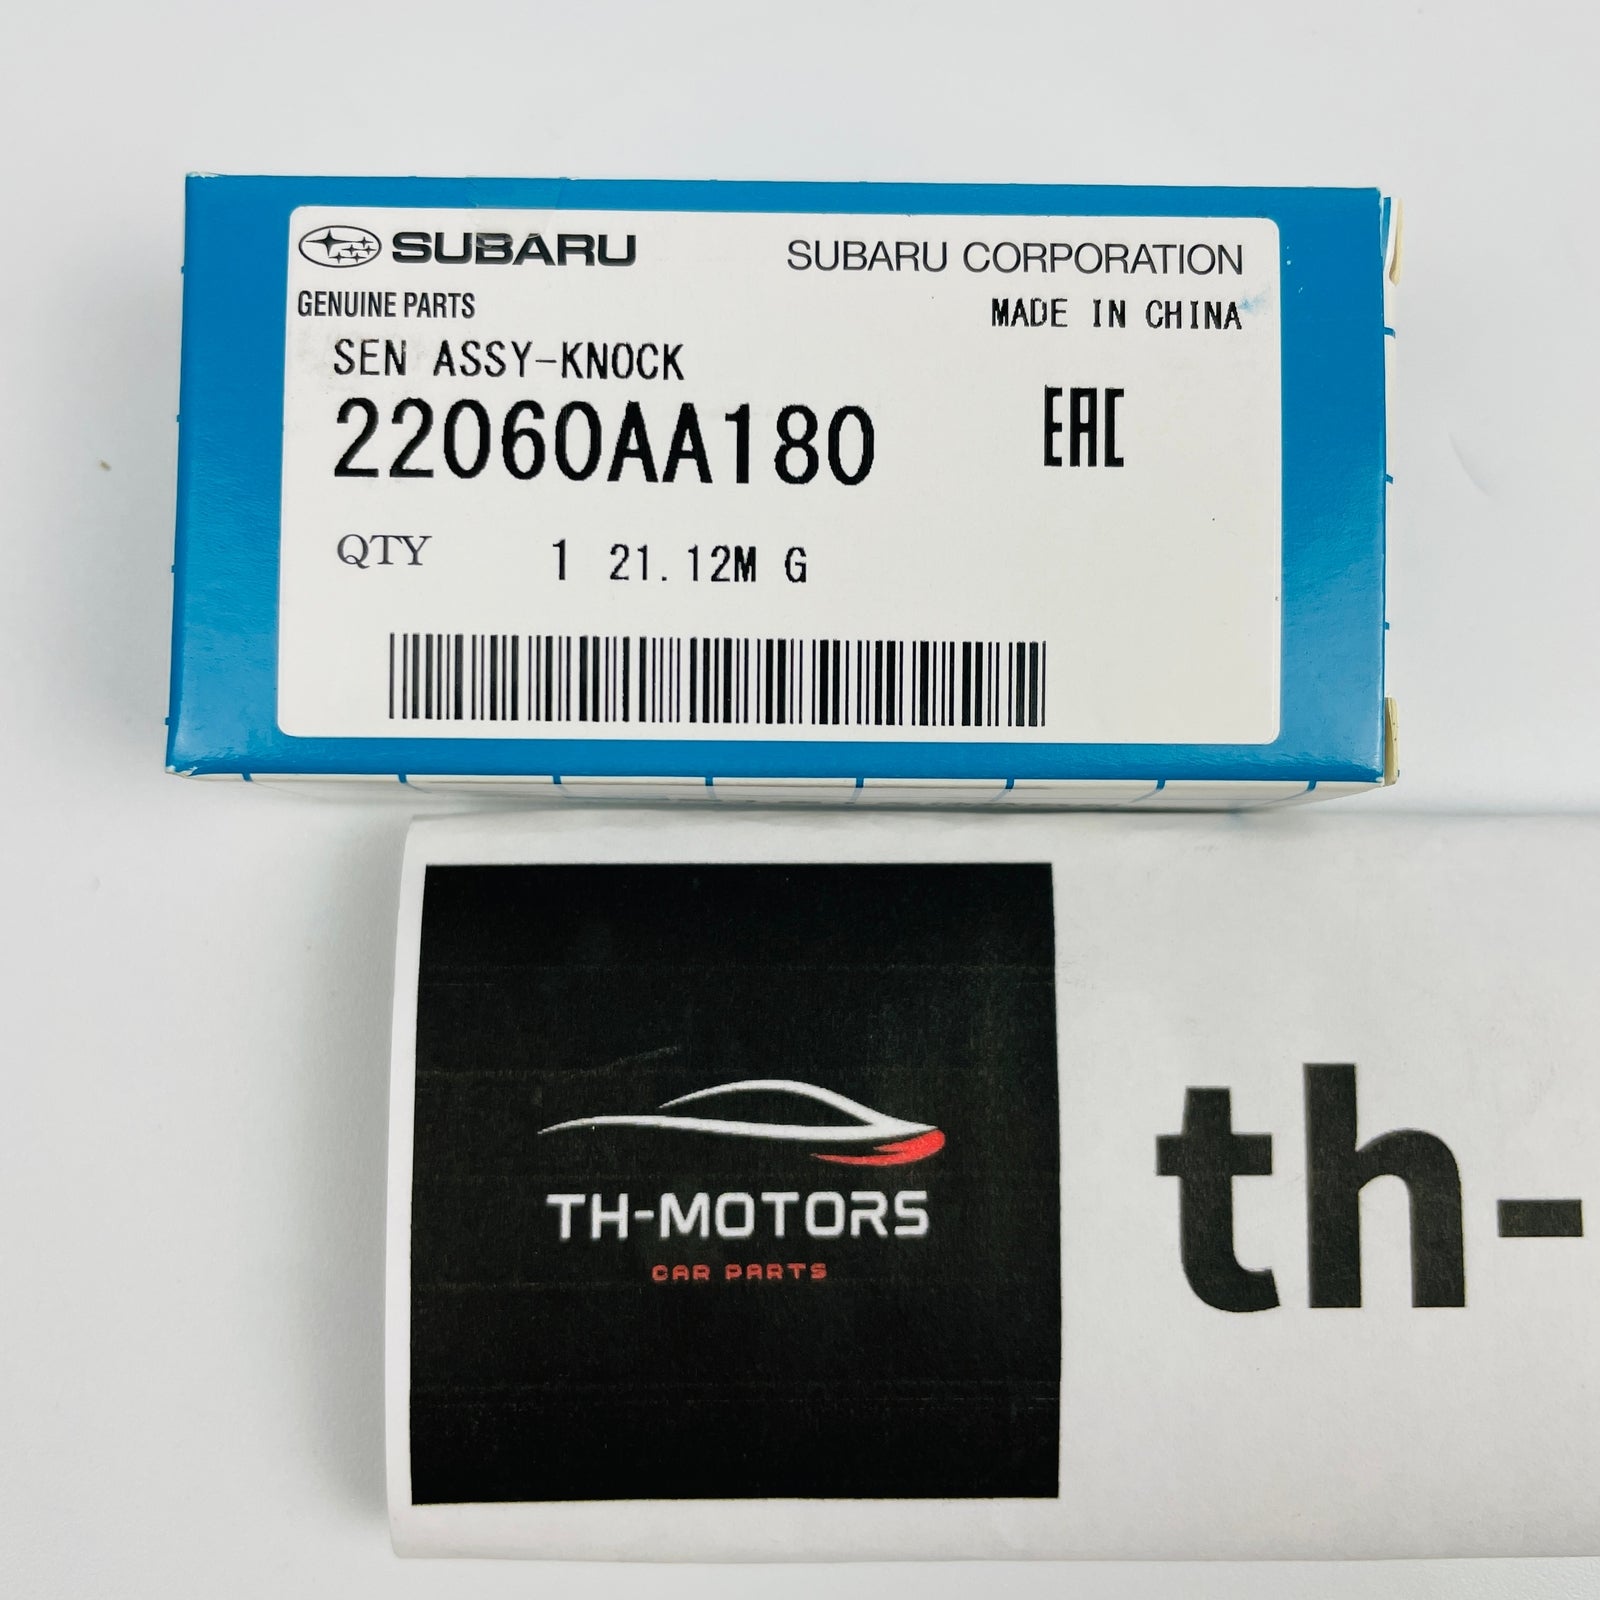 SUBARU
SUBARU CORPORATION
GENUINE PARTS
MADE IN CHINA
SEN ASSY-KNOCK
22060AA180
EAC
QTY 1 21.12M G
TH-MOTORS
CAR PARTS
th-